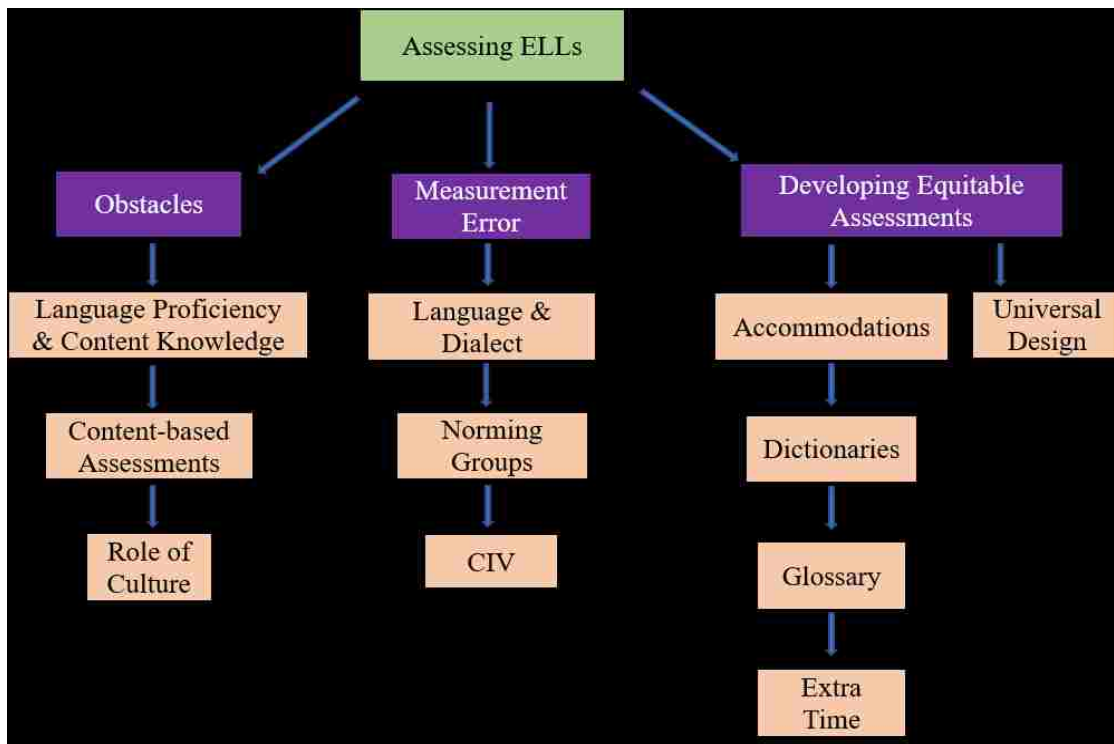 Assessing ELLs
Obstacles
Measurement
Error
Developing Equitable
Assessments
Language Proficiency
& Content Knowledge
Language &
Dialect
Accommodations
Universal
Design
Content-based
Assessments
Norming
Groups
Dictionaries
Role of
Culture
CIV
Glossary
Extra
Time